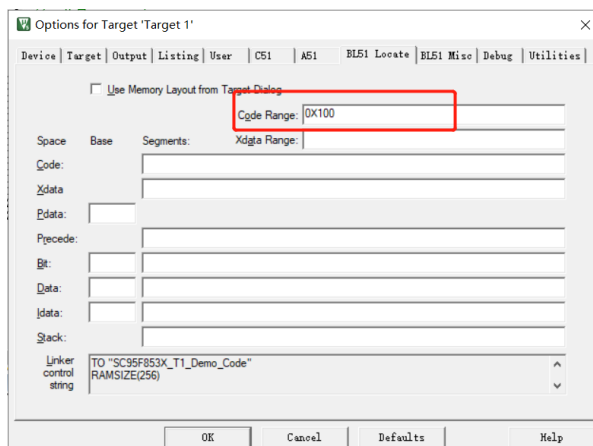 Options for Target 'Target 1'
Device Target Output Listing User C51 A51 BL51 Locate BL51 Misc Debug Utilities
Use Memory Layout from Target Dialog
Code Range: 0X100
Space Base Segments: Xdata Range:
Code:
Xdata
Pdata:
Precede:
Bit:
Data:
Idata:
Stack:
Linker control string
TO "SC95F853X_T1_Demo_Code"
RAMSIZE(256)
OK Cancel Defaults Help